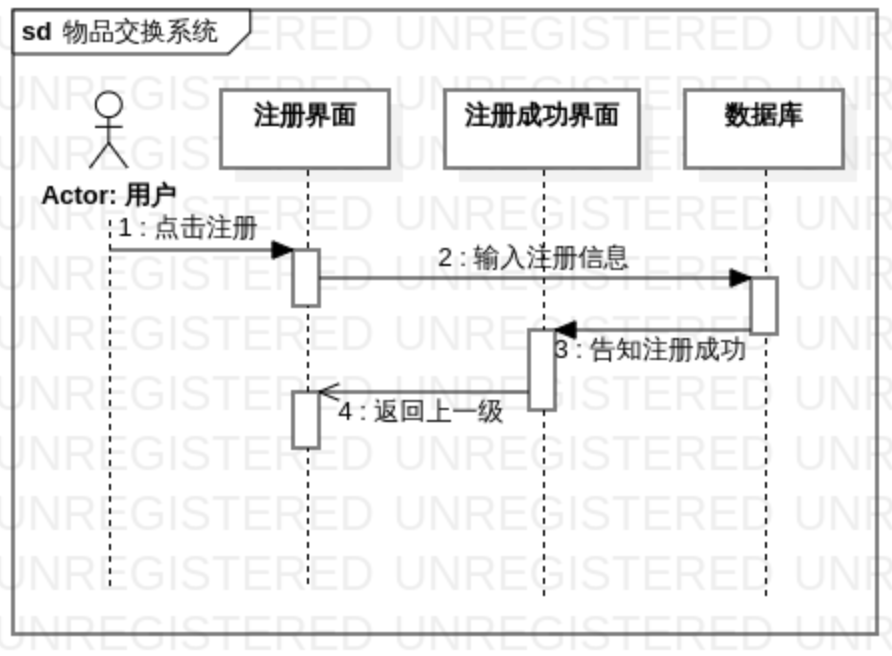 sd 物品交换系统
注册界面
注册成功界面
数据库
Actor: 用户
1 : 点击注册
2 : 输入注册信息
3 : 告知注册成功
4 : 返回上一级
UNREGISTERED